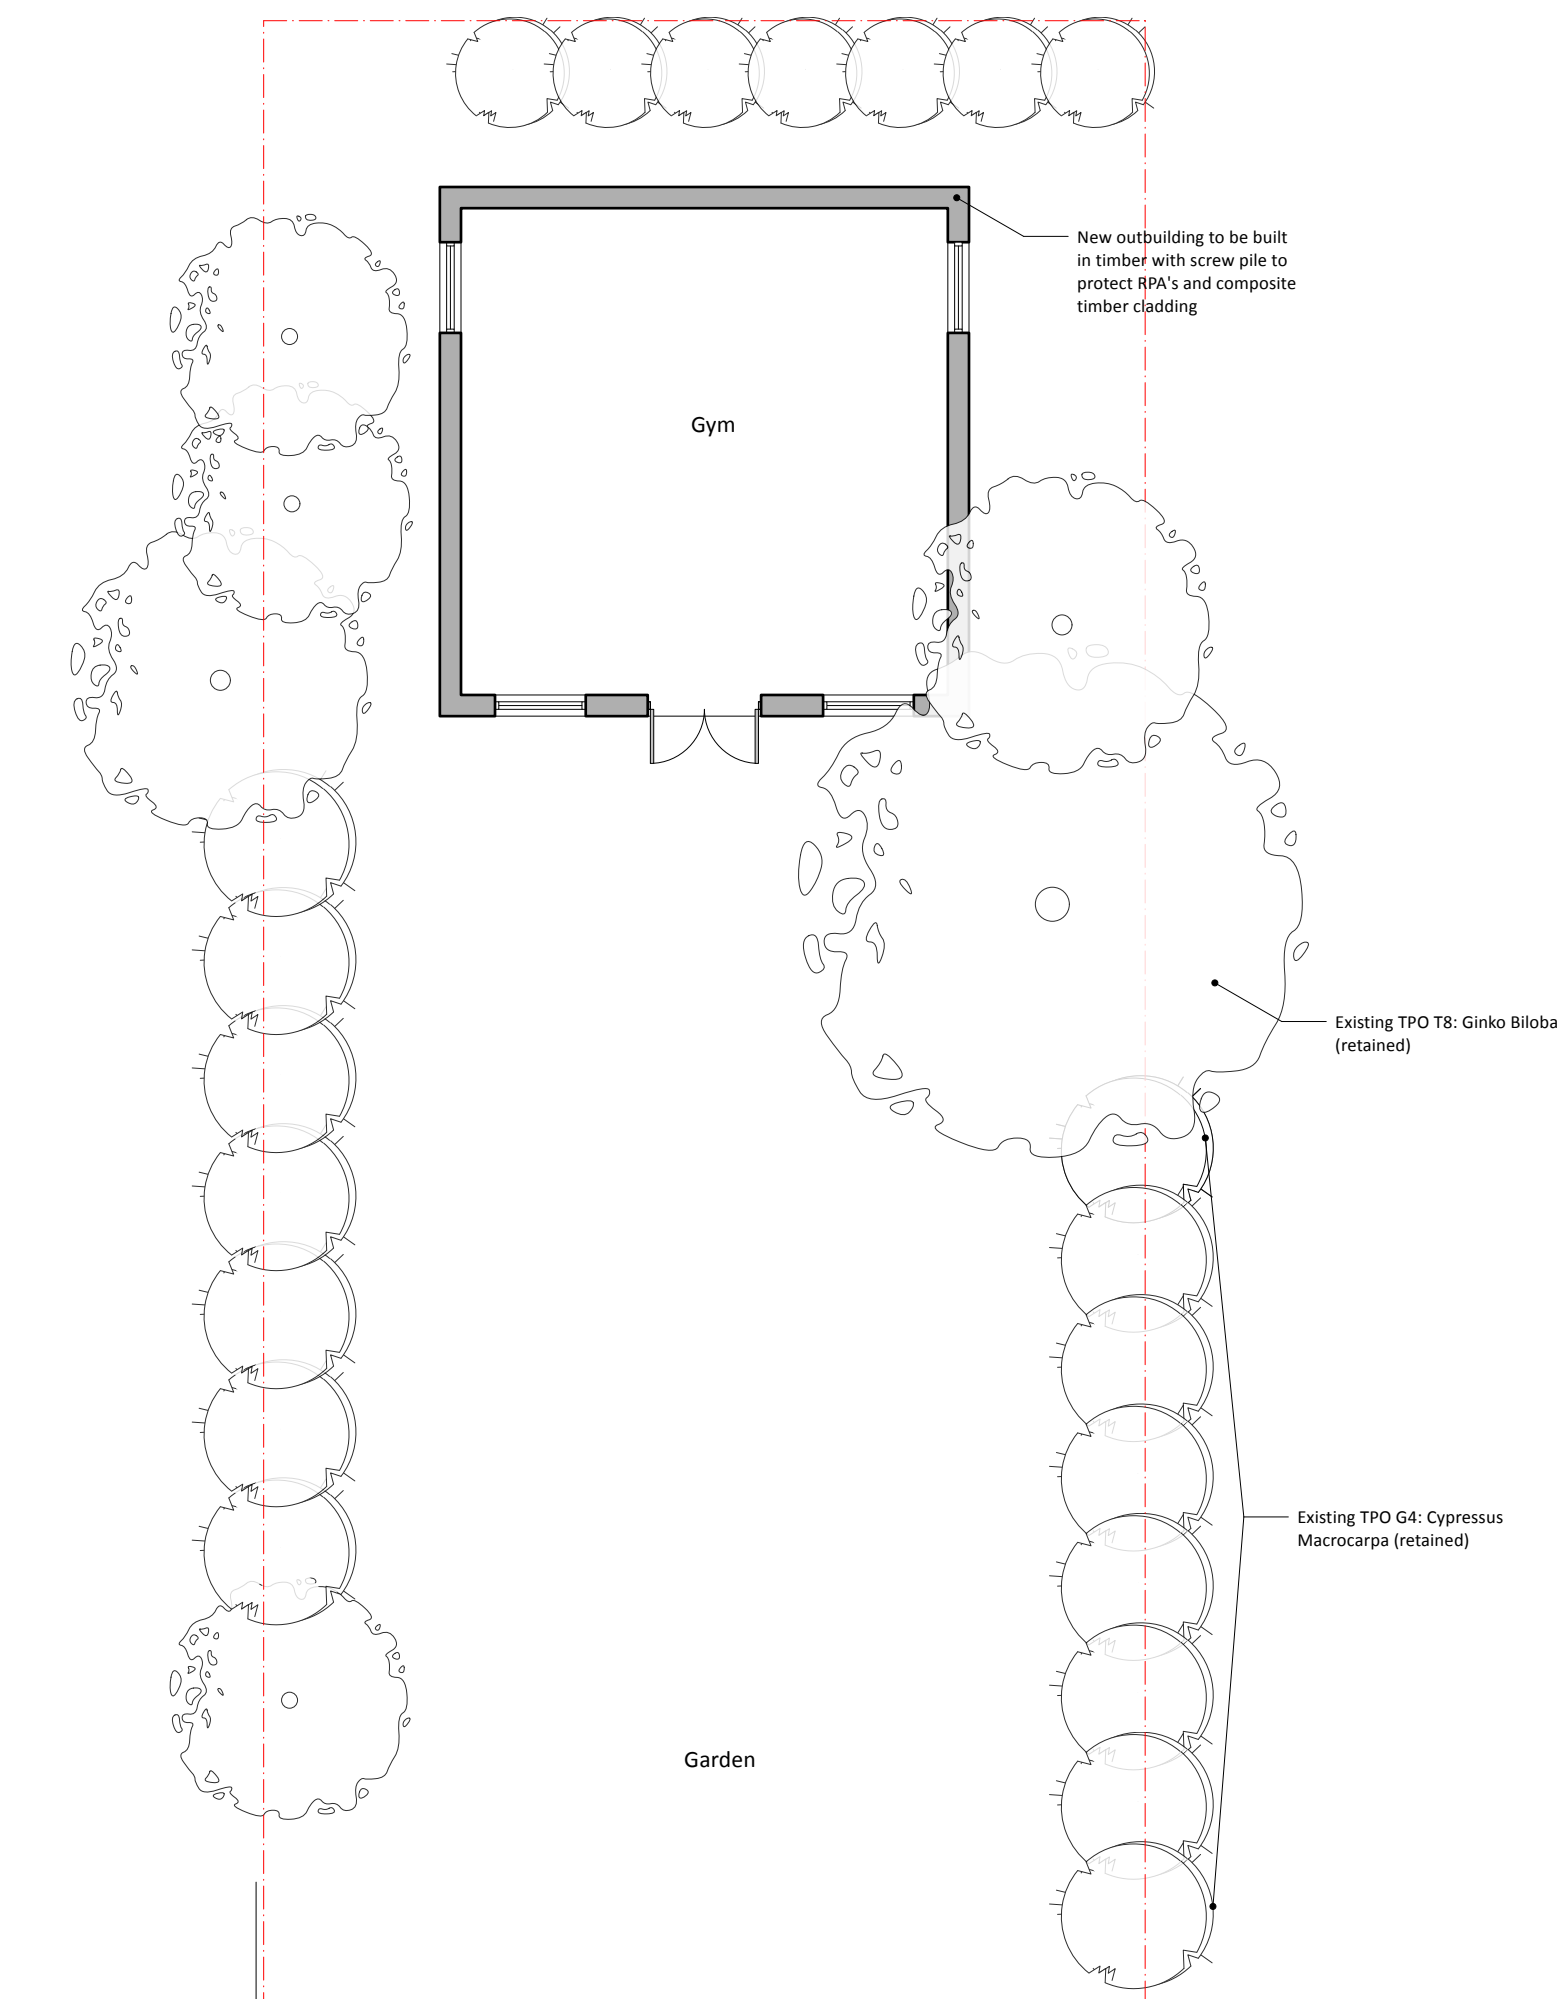 New outbuilding to be built
in timber with screw pile to
protect RPA's and composite
timber cladding
Gym
Existing TPO T8: Ginko Biloba
(retained)
Existing TPO G4: Cypressus
Macrocarpa (retained)
Garden